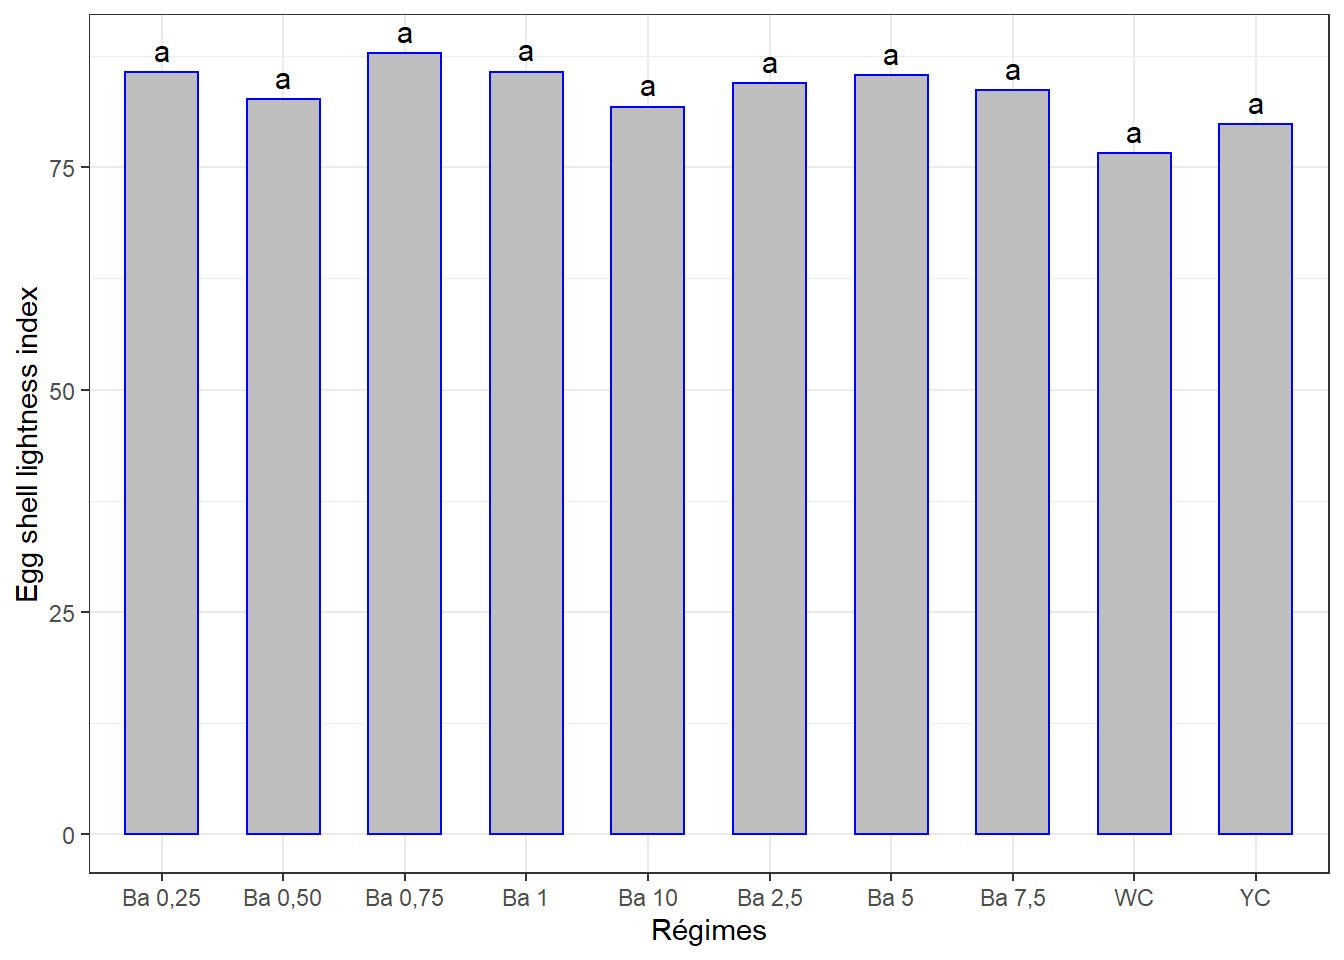 a a a a a a a a a a
75
50
25
0
Egg shell lightness index
Ba 0,25 Ba 0,50 Ba 0,75 Ba 1 Ba 10 Ba 2,5 Ba 5 Ba 7,5 WC YC
Régimes